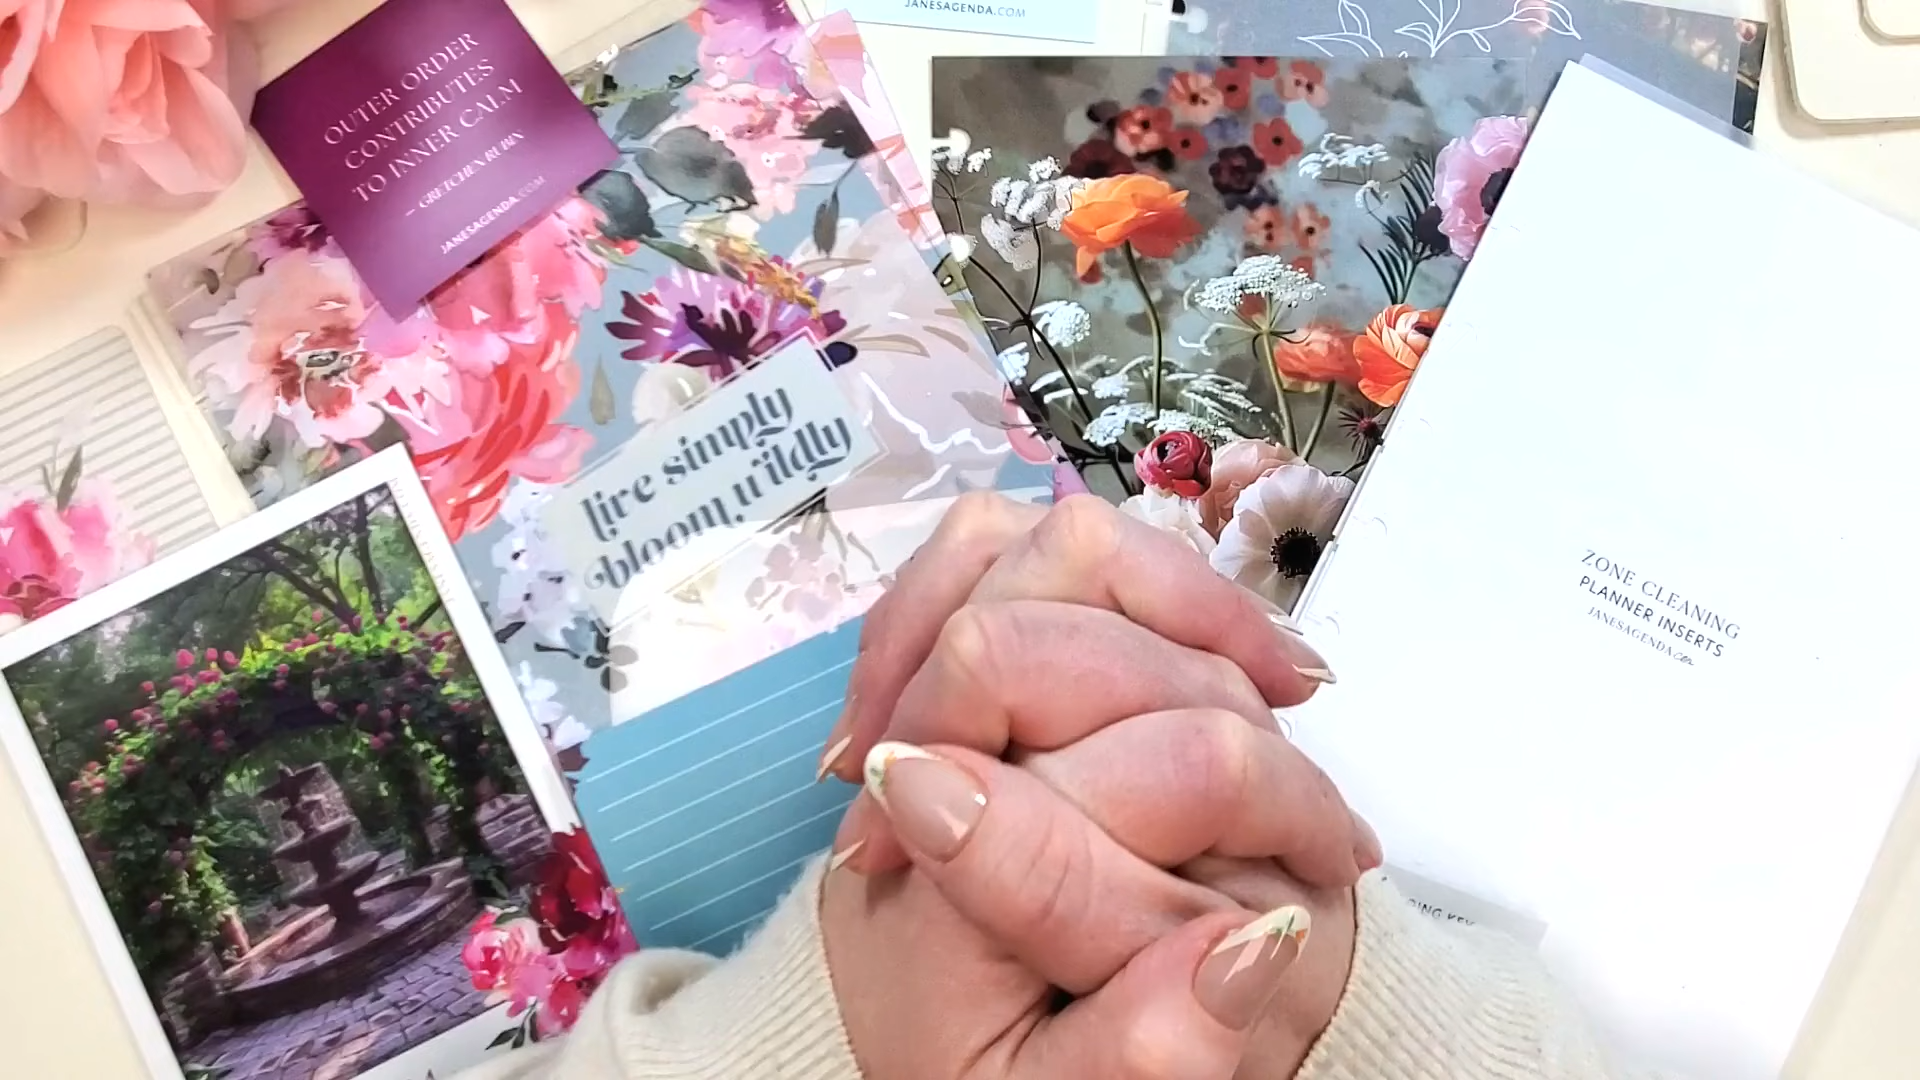 JANESAGENDA.COM
OUTER ORDER
CONTRIBUTES
TO INNER CALM
- GRETCHEN RUBIN
JANESAGENDA.COM
live simply
bloom wildly
ZONE CLEANING
PLANNER INSERTS
JANESAGENDA.com